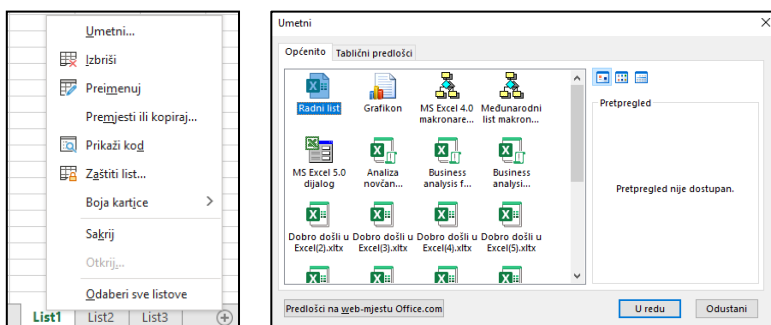 Umetni...
Izbriši
Preimenuj
Premjesti ili kopiraj...
Prikaži kod
Zaštiti list...
Boja kartice
Sakrij
Otkrij...
Odaberi sve listove
List1 List2 List3
Umetni
Općenito Tablični predlošci
Radni list Grafikon MS Excel 4.0 makronare... Međunarodni list makron...
MS Excel 5.0 dijalog Analiza novčan... Business analysis f... Business analysi...
Dobro došli u Excel(2).xltx Dobro došli u Excel(3).xltx Dobro došli u Excel(4).xltx Dobro došli u Excel(5).xltx
Pretpregled
Pretpregled nije dostupan.
Predlošci na web-mjestu Office.com
U redu Odustani